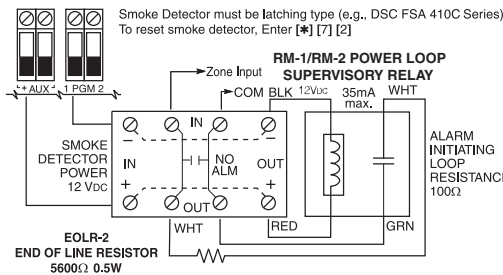 Smoke Detector must be latching type (e.g., DSC FSA 410C Series)
To reset smoke detector, Enter [✱] [7] [2]
RM-1/RM-2 POWER LOOP
SUPERVISORY RELAY
Zone Input
COM BLK 12VDC 35mA WHT
max.
+ AUX - 1 PGM 2
IN
SMOKE
DETECTOR
POWER
12 VDC
− −
IN NO ALM OUT
+ +
OUT
ALARM
INITIATING
LOOP
RESISTANCE
100Ω
WHT RED GRN
EOLR-2
END OF LINE RESISTOR
5600Ω 0.5W